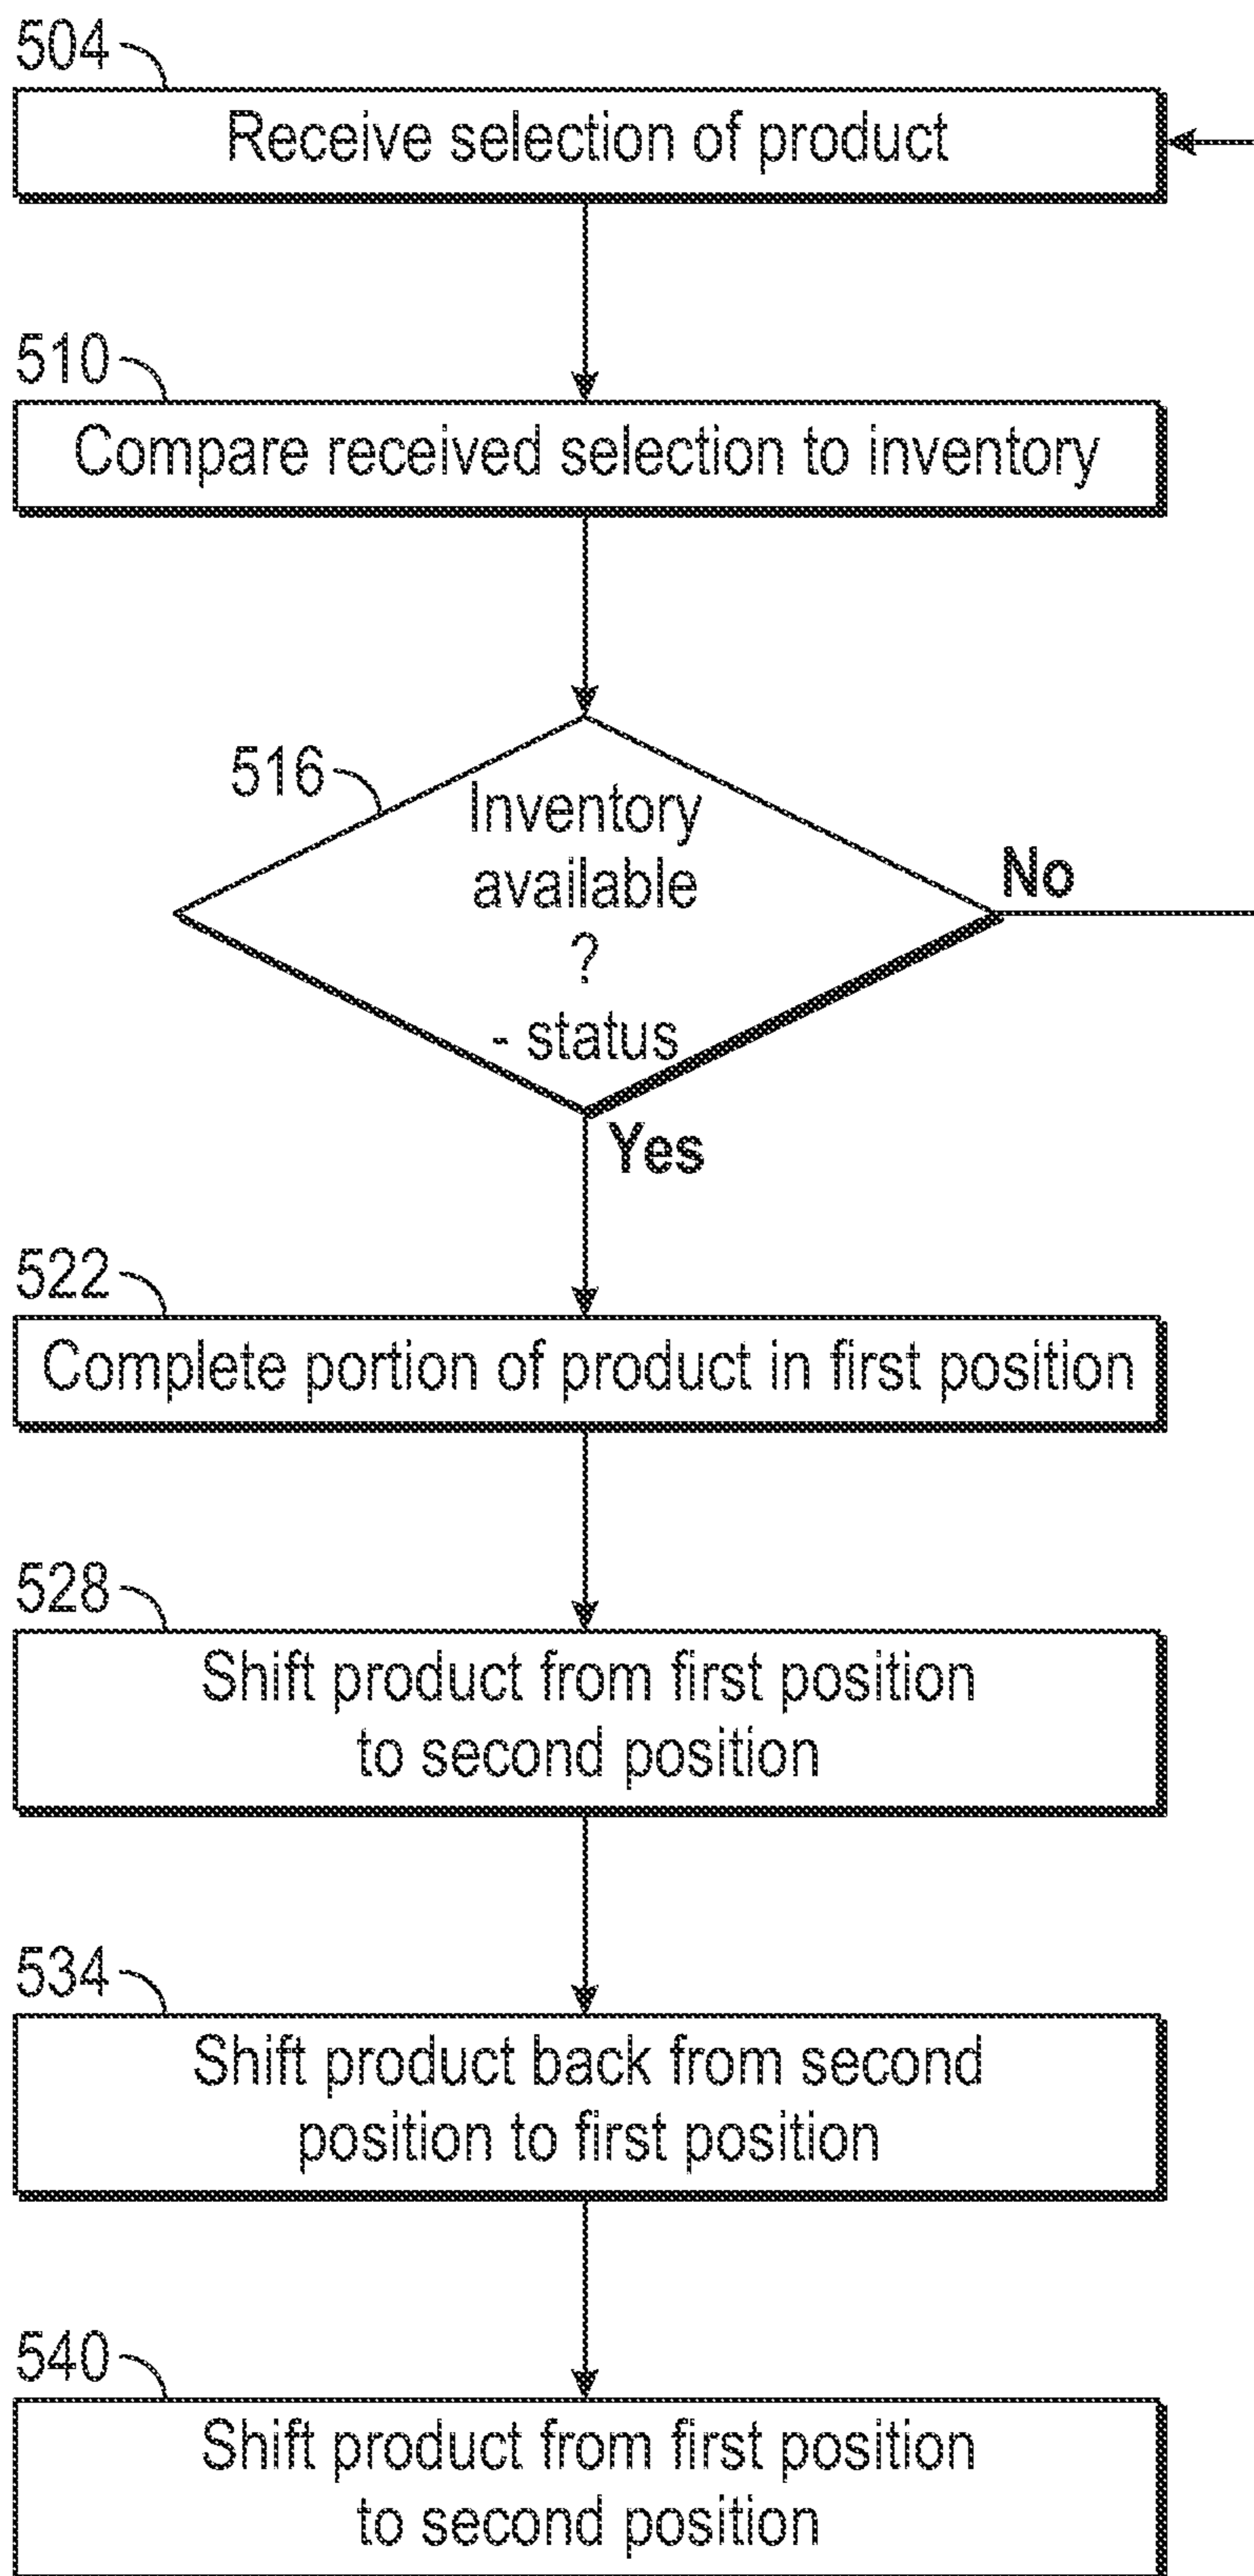 504
Receive selection of product
510
Compare received selection to inventory
516
Inventory
available
?
- status
No
Yes
522
Complete portion of product in first position
528
Shift product from first position
to second position
534
Shift product back from second
position to first position
540
Shift product from first position
to second position